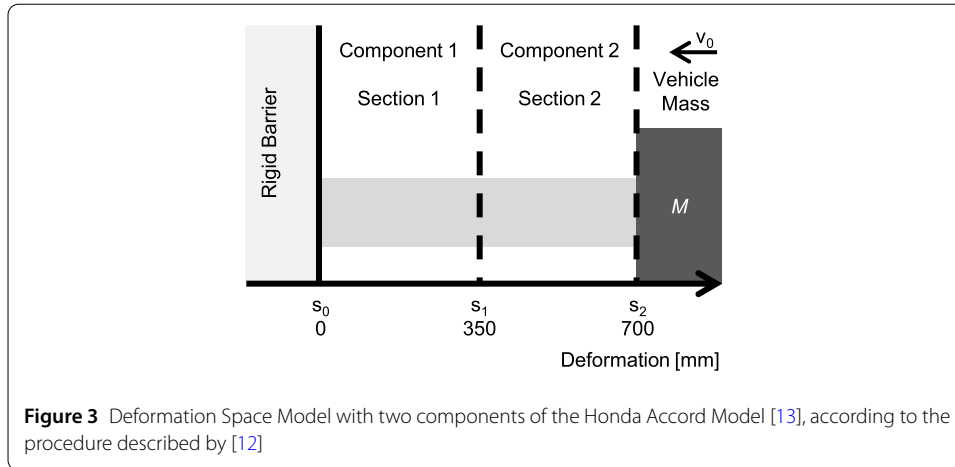 Rigid Barrier
Component 1
Section 1
Component 2
Section 2
v₀
Vehicle
Mass
M
s₀
0
s₁
350
s₂
700
Deformation [mm]
Figure 3 Deformation Space Model with two components of the Honda Accord Model [13], according to the
procedure described by [12]